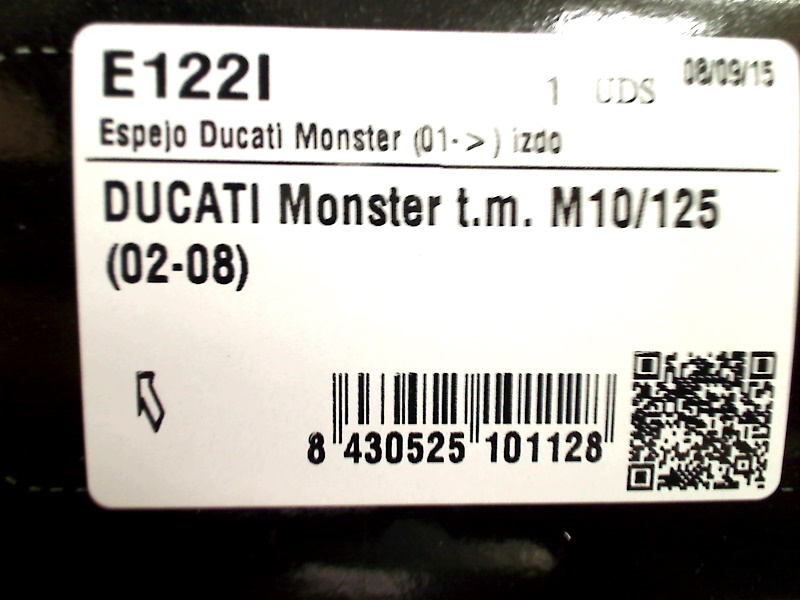 E122I
1 UDS
08/09/15
Espejo Ducati Monster (01->) izdo
DUCATI Monster t.m. M10/125
(02-08)
8 430525 101128